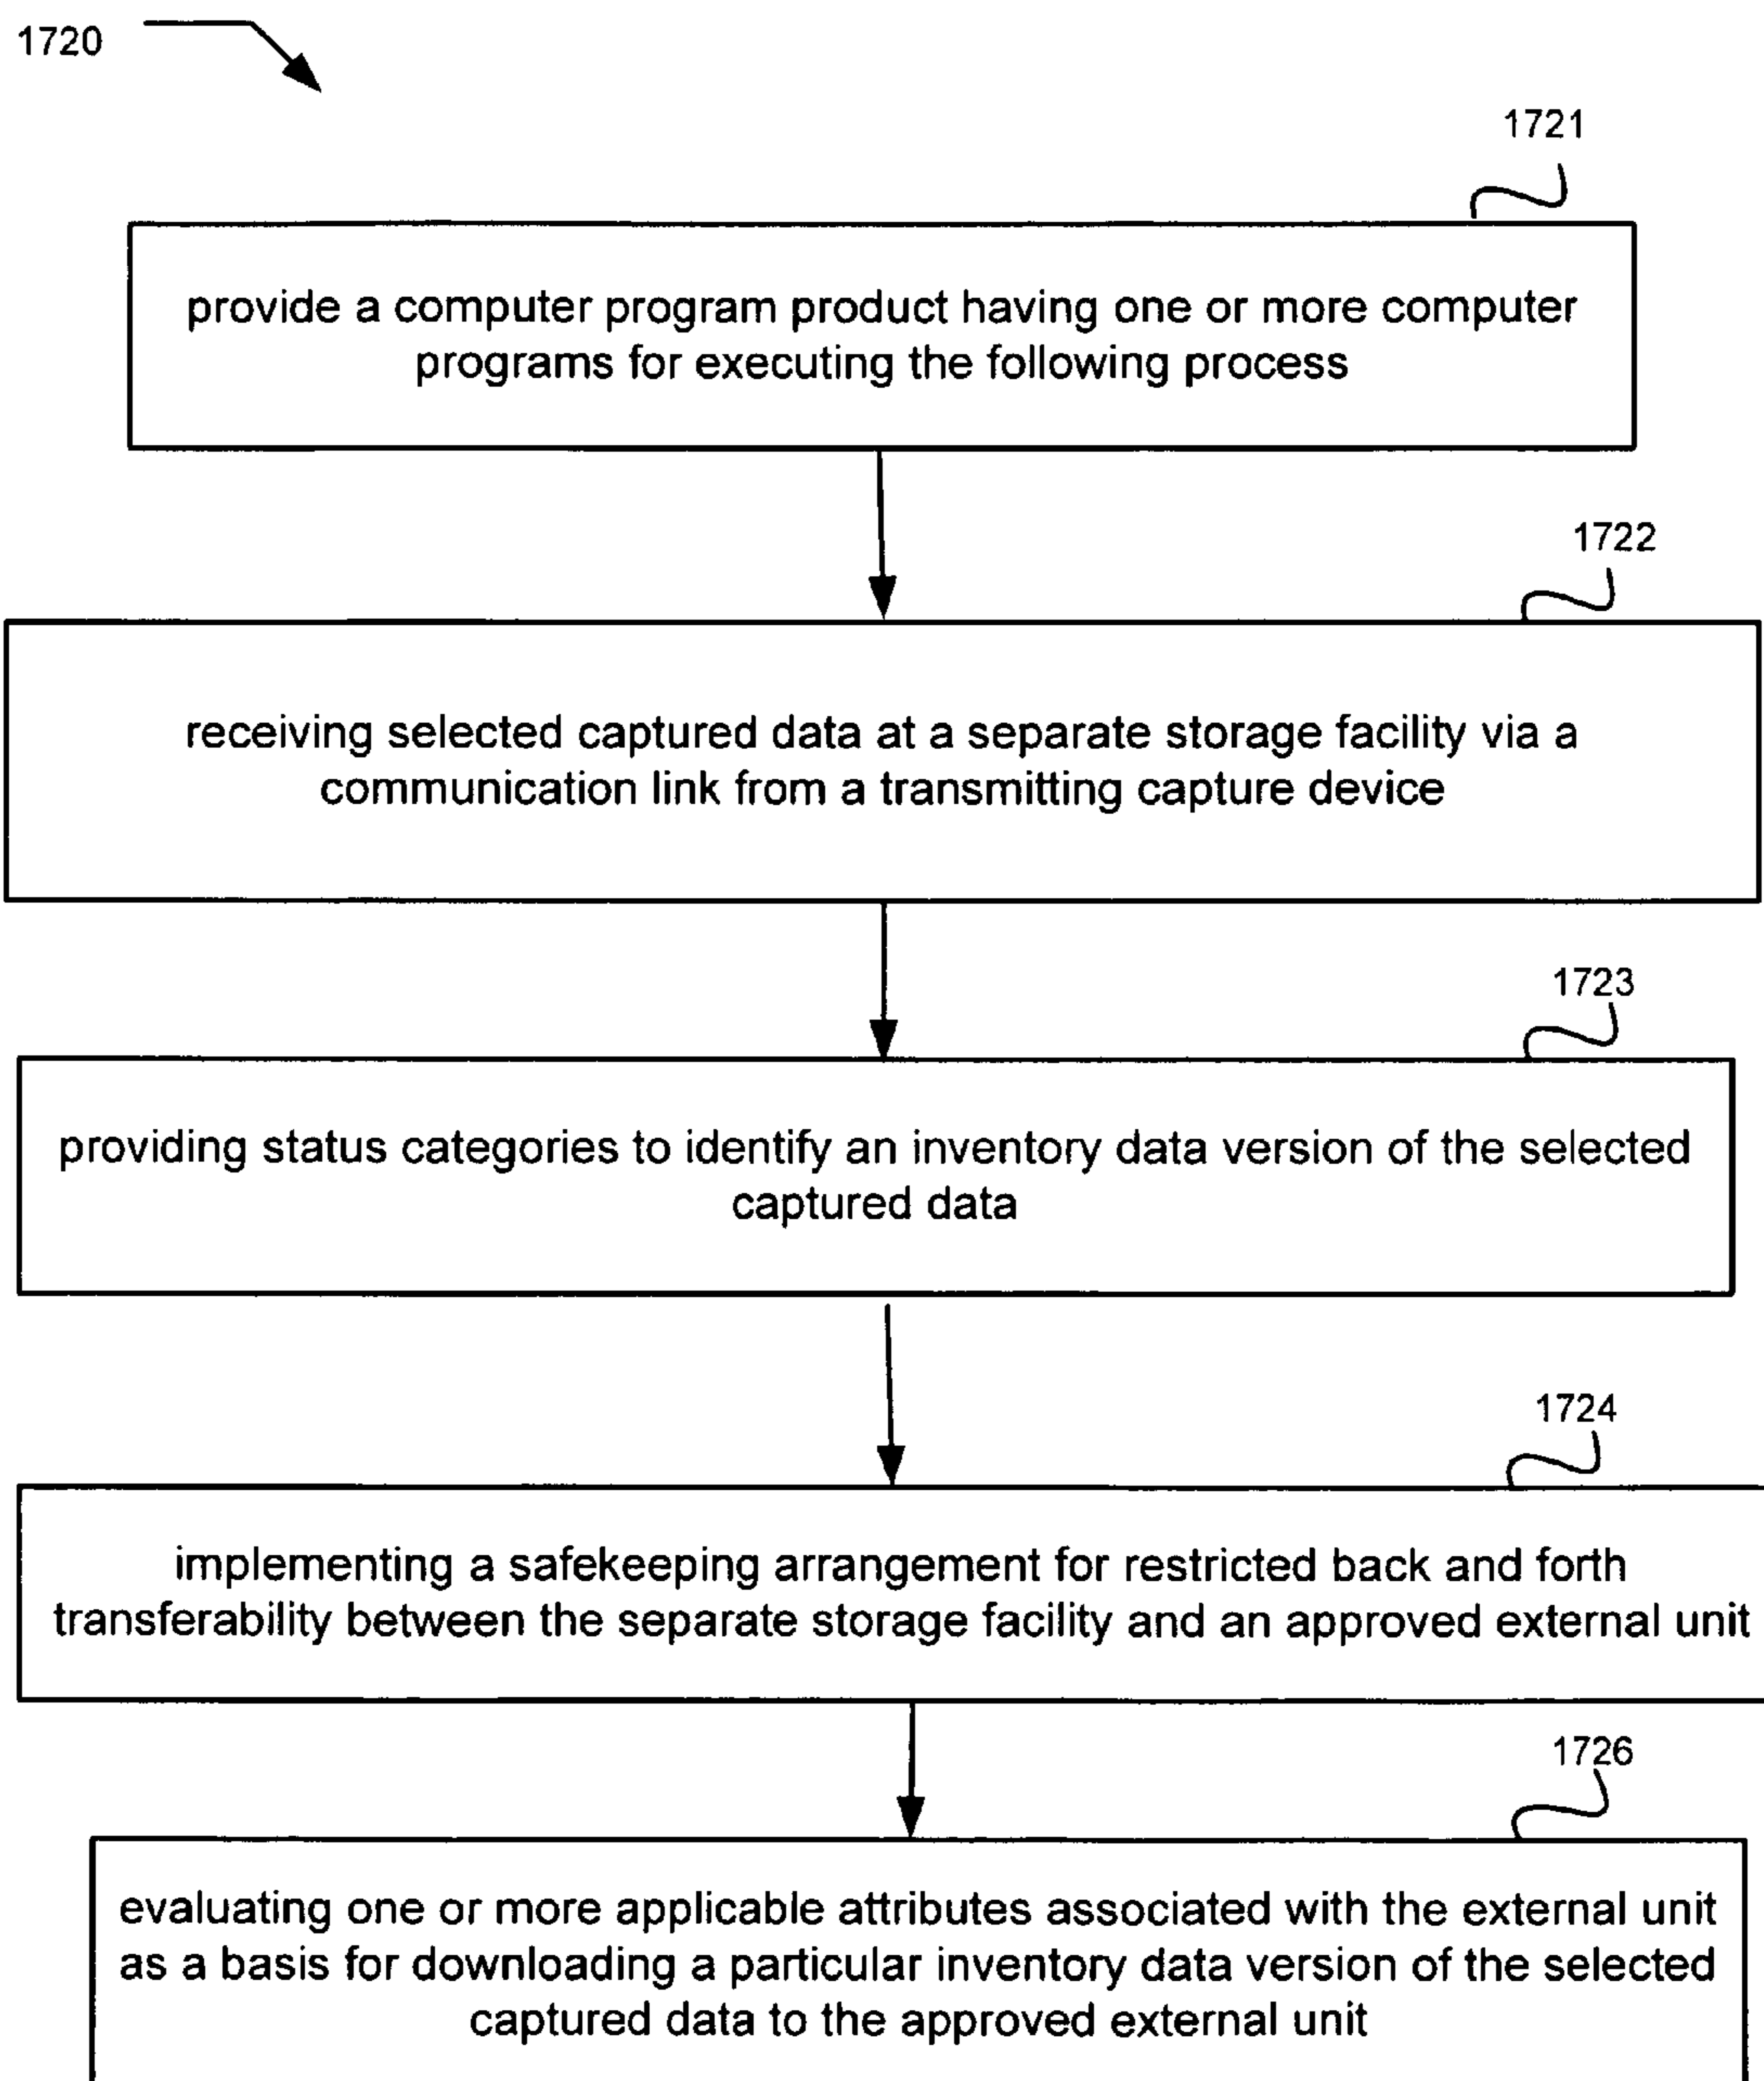 1720
1721
provide a computer program product having one or more computer
programs for executing the following process
1722
receiving selected captured data at a separate storage facility via a
communication link from a transmitting capture device
1723
providing status categories to identify an inventory data version of the selected
captured data
1724
implementing a safekeeping arrangement for restricted back and forth
transferability between the separate storage facility and an approved external unit
1726
evaluating one or more applicable attributes associated with the external unit
as a basis for downloading a particular inventory data version of the selected
captured data to the approved external unit